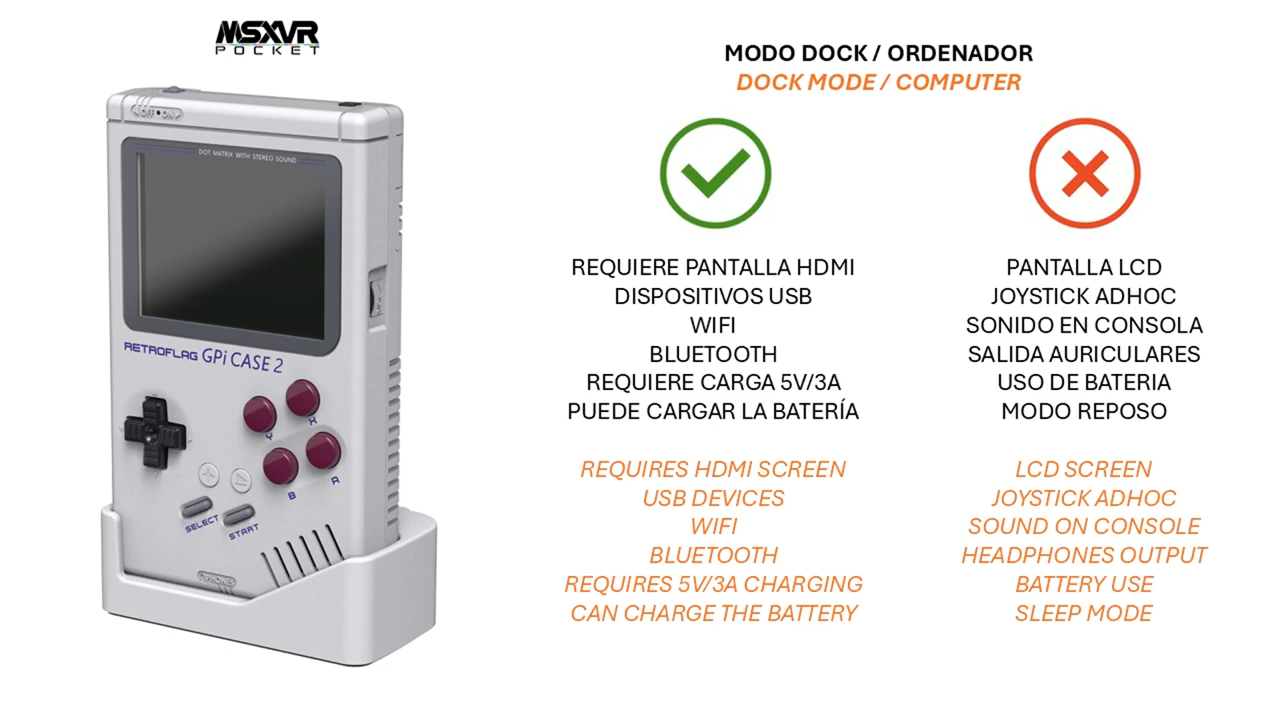 MSXVR
POCKET
MODO DOCK / ORDENADOR
DOCK MODE / COMPUTER
OFF ON
DOT MATRIX WITH STEREO SOUND
RETROFLAG GPi CASE 2
Y
X
B
A
SELECT
START
PHONES
REQUIERE PANTALLA HDMI
DISPOSITIVOS USB
WIFI
BLUETOOTH
REQUIERE CARGA 5V/3A
PUEDE CARGAR LA BATERÍA
REQUIRES HDMI SCREEN
USB DEVICES
WIFI
BLUETOOTH
REQUIRES 5V/3A CHARGING
CAN CHARGE THE BATTERY
PANTALLA LCD
JOYSTICK ADHOC
SONIDO EN CONSOLA
SALIDA AURICULARES
USO DE BATERIA
MODO REPOSO
LCD SCREEN
JOYSTICK ADHOC
SOUND ON CONSOLE
HEADPHONES OUTPUT
BATTERY USE
SLEEP MODE